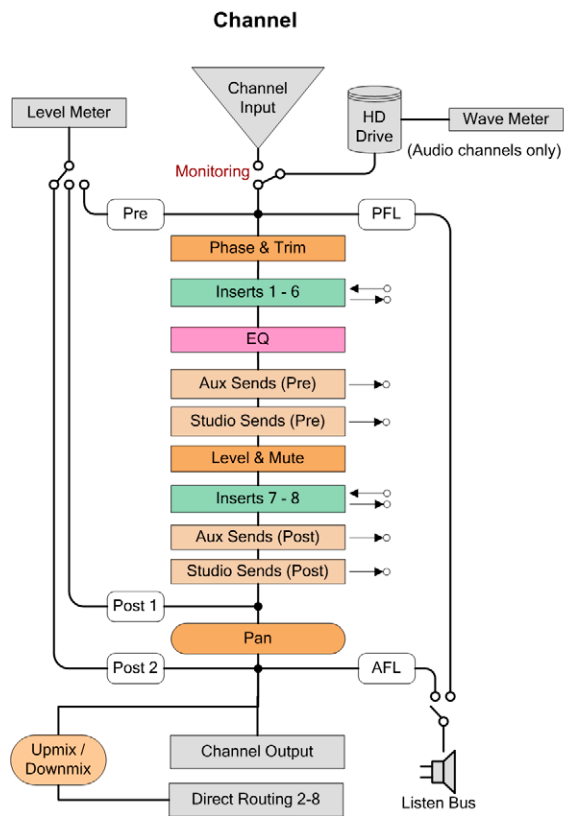 Channel
Channel
Input
Level Meter
HD
Drive
Wave Meter
(Audio channels only)
Monitoring
Pre
PFL
Phase & Trim
Inserts 1 - 6
EQ
Aux Sends (Pre)
Studio Sends (Pre)
Level & Mute
Inserts 7 - 8
Aux Sends (Post)
Studio Sends (Post)
Post 1
Pan
Post 2
AFL
Upmix /
Downmix
Channel Output
Direct Routing 2-8
Listen Bus